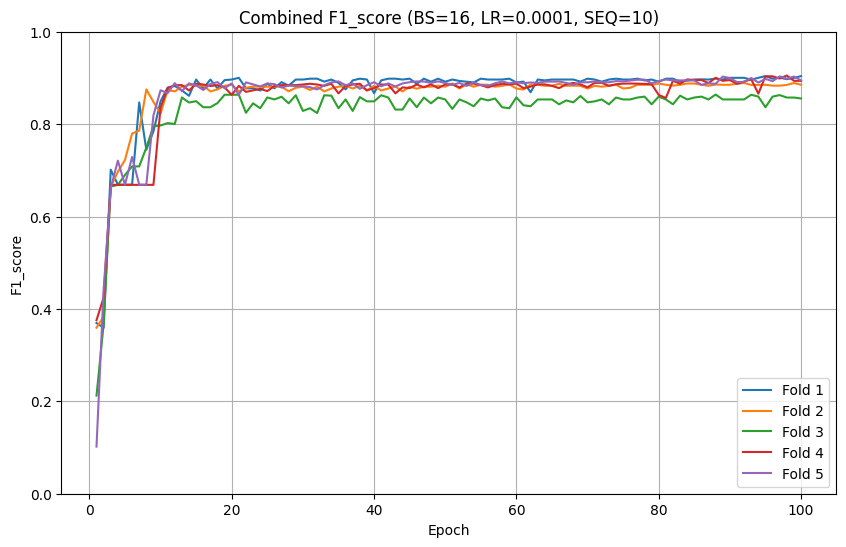 Combined F1_score (BS=16, LR=0.0001, SEQ=10)
1.0
0.8
0.6
0.4
0.2
0.0
F1_score
0 20 40 60 80 100
Epoch
Fold 1
Fold 2
Fold 3
Fold 4
Fold 5